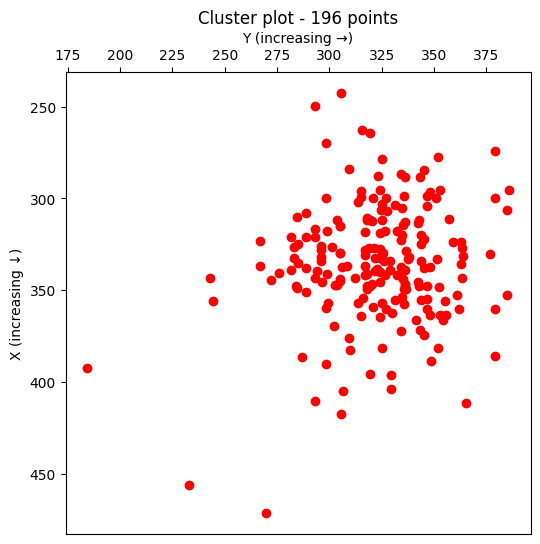 Cluster plot - 196 points
Y (increasing →)
175 200 225 250 275 300 325 350 375
X (increasing ↓)
250
300
350
400
450